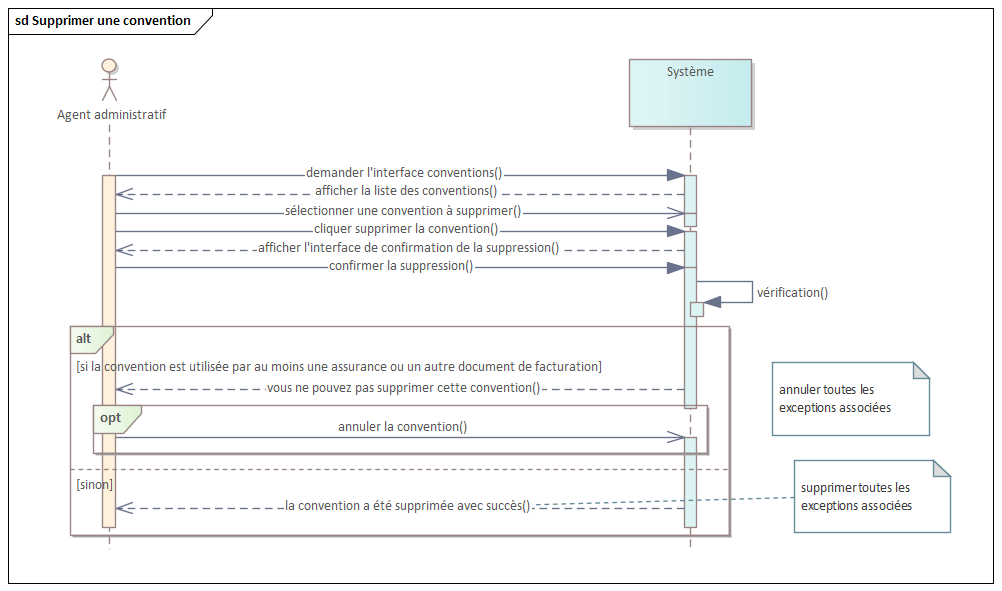 sd Supprimer une convention
Agent administratif
Système
demander l'interface conventions()
afficher la liste des conventions()
sélectionner une convention à supprimer()
cliquer supprimer la convention()
afficher l'interface de confirmation de la suppression()
confirmer la suppression()
vérification()
alt
[si la convention est utilisée par au moins une assurance ou un autre document de facturation]
vous ne pouvez pas supprimer cette convention()
annuler toutes les
exceptions associées
opt
annuler la convention()
[sinon]
la convention a été supprimée avec succès()
supprimer toutes les
exceptions associées